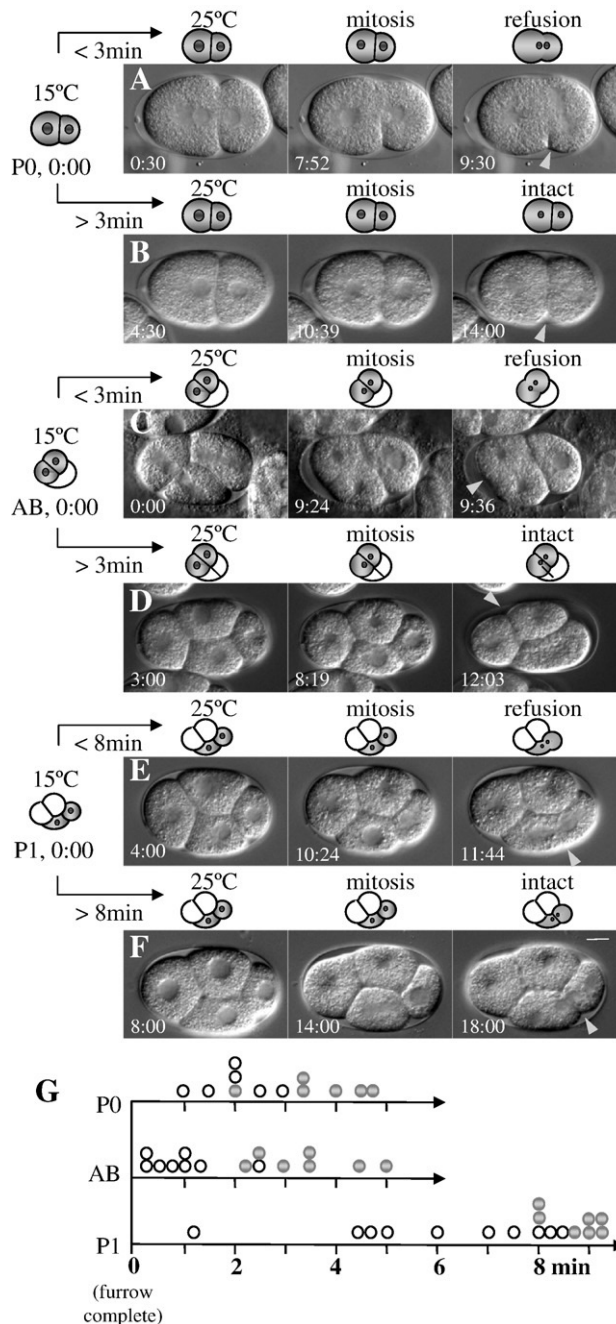 25ºC mitosis refusion
< 3min
15ºC
A
P0, 0:00
0:30 7:52 9:30
25ºC mitosis intact
> 3min
B
4:30 10:39 14:00
25ºC mitosis refusion
< 3min
15ºC
C
AB, 0:00
0:00 9:24 9:36
25ºC mitosis intact
> 3min
D
3:00 8:19 12:03
25ºC mitosis refusion
< 8min
15ºC
E
P1, 0:00
4:00 10:24 11:44
25ºC mitosis intact
> 8min
F
8:00 14:00 18:00
G
P0
AB
P1
0 2 4 6 8 min
(furrow
complete)